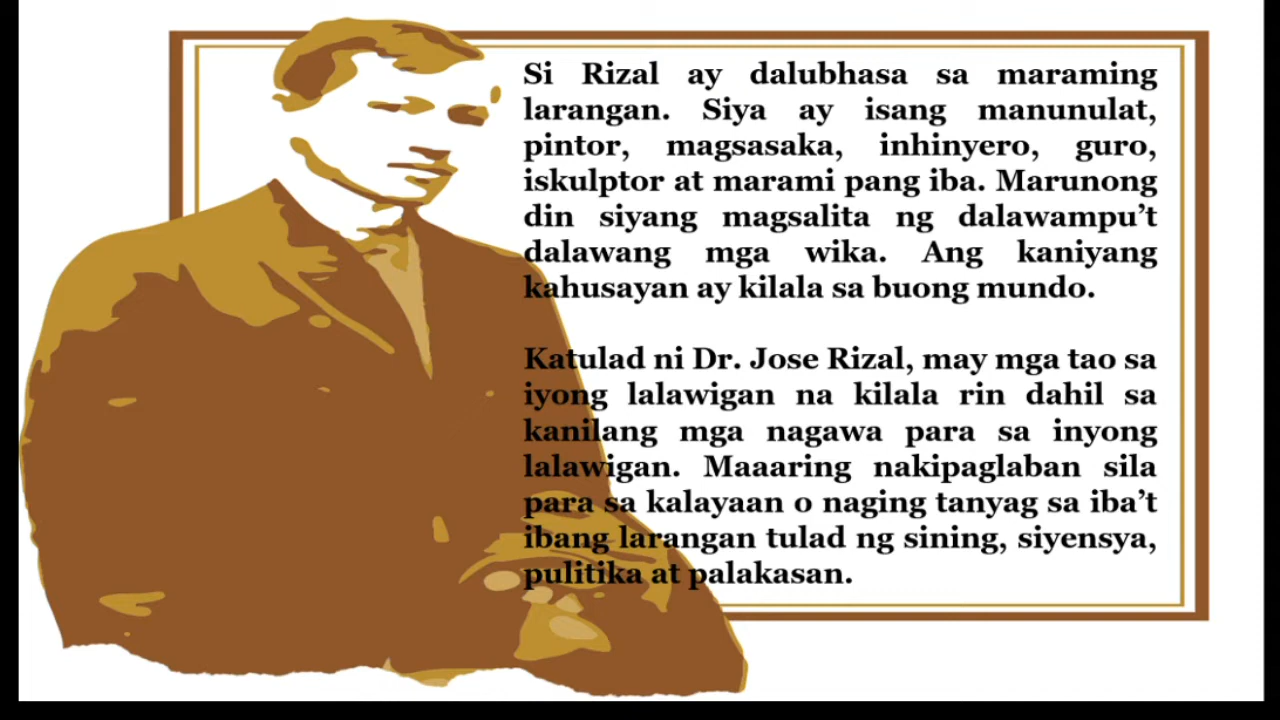 Si Rizal ay dalubhasa sa maraming
larangan. Siya ay isang manunulat,
pintor, magsasaka, inhinyero, guro,
iskulptor at marami pang iba. Marunong
din siyang magsalita ng dalawampu’t
dalawang mga wika. Ang kaniyang
kahusayan ay kilala sa buong mundo.
Katulad ni Dr. Jose Rizal, may mga tao sa
iyong lalawigan na kilala rin dahil sa
kanilang mga nagawa para sa inyong
lalawigan. Maaaring nakipaglaban sila
para sa kalayaan o naging tanyag sa iba’t
ibang larangan tulad ng sining, siyensya,
pulitika at palakasan.